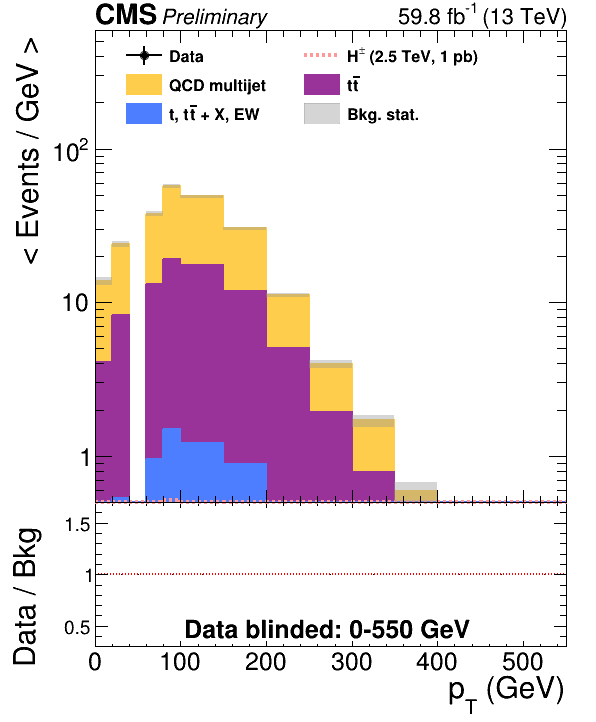 CMS Preliminary 59.8 fb⁻¹ (13 TeV)
< Events / GeV >
Data
H± (2.5 TeV, 1 pb)
QCD multijet
tt̄
t, tt̄ + X, EW
Bkg. stat.
10²
10
1
Data / Bkg
1.5
1
0.5
Data blinded: 0-550 GeV
0 100 200 300 400 500
p_T (GeV)